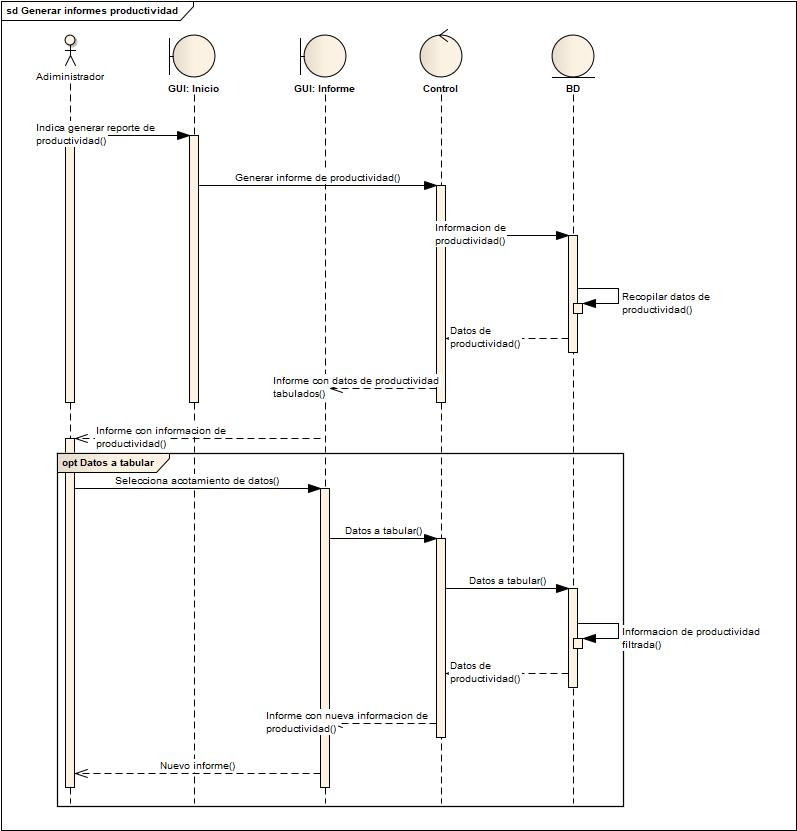 sd Generar informes productividad
Adiministrador
GUI: Inicio
GUI: Informe
Control
BD
Indica generar reporte de
productividad()
Generar informe de productividad()
Informacion de
productividad()
Recopilar datos de
productividad()
Datos de
productividad()
Informe con datos de productividad
tabulados()
Informe con informacion de
productividad()
opt Datos a tabular
Selecciona acotamiento de datos()
Datos a tabular()
Datos a tabular()
Informacion de productividad
filtrada()
Datos de
productividad()
Informe con nueva informacion de
productividad()
Nuevo informe()